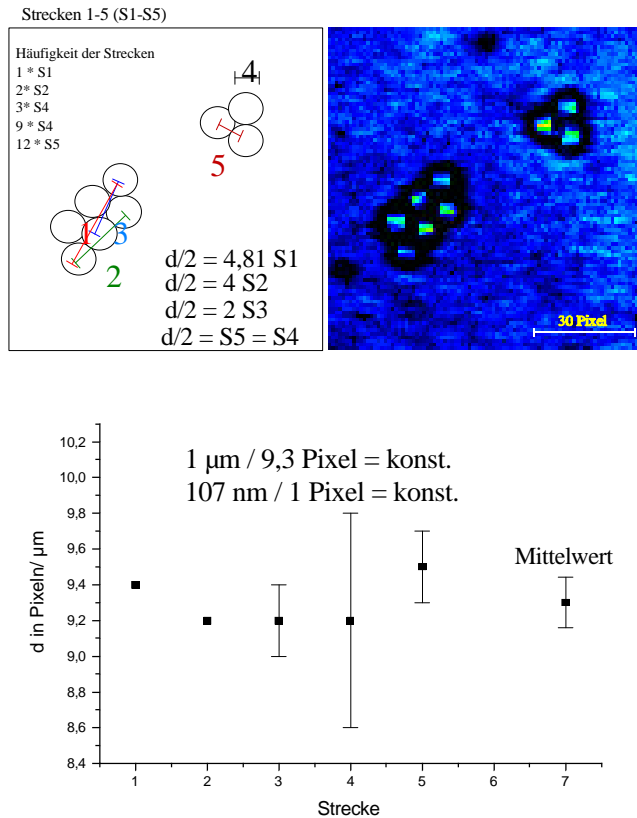 Strecken 1-5 (S1-S5)
Häufigkeit der Strecken
1 * S1
2* S2
3* S4
9 * S4
12 * S5
4
5
1
3
2
d/2 = 4,81 S1
d/2 = 4 S2
d/2 = 2 S3
d/2 = S5 = S4
30 Pixel
1 µm / 9,3 Pixel = konst.
107 nm / 1 Pixel = konst.
Mittelwert
d in Pixeln/ µm
10,2
10,0
9,8
9,6
9,4
9,2
9,0
8,8
8,6
8,4
1 2 3 4 5 6 7
Strecke